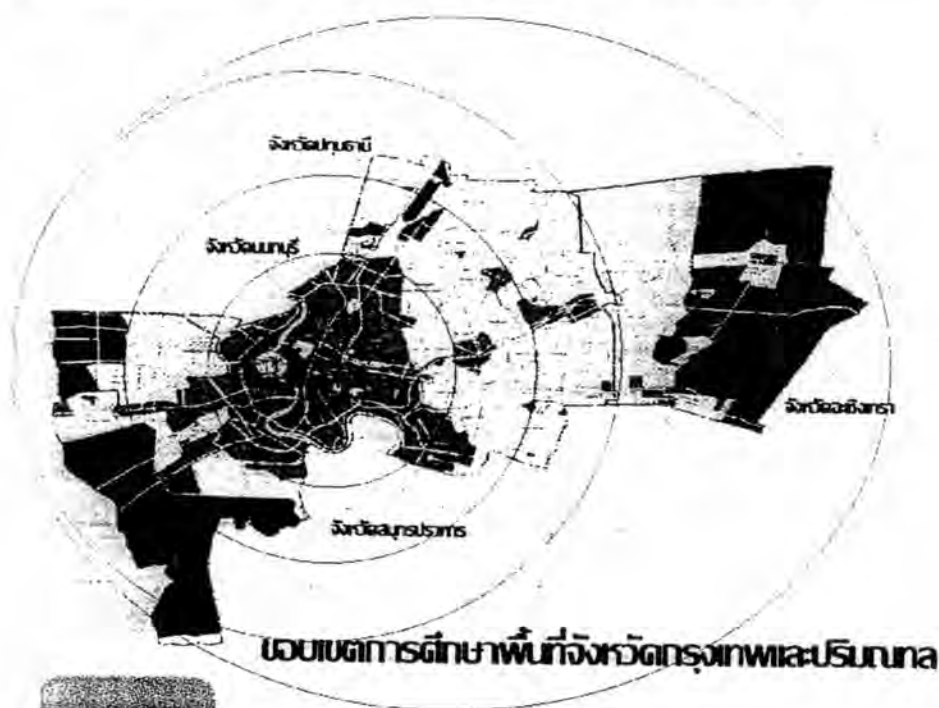 จังหวัดปทุมธานี
จังหวัดนนทบุรี
จังหวัดฉะเชิงเทรา
จังหวัดสมุทรปราการ
ขอบเขตการศึกษาพื้นที่จังหวัดกรุงเทพและปริมณฑล